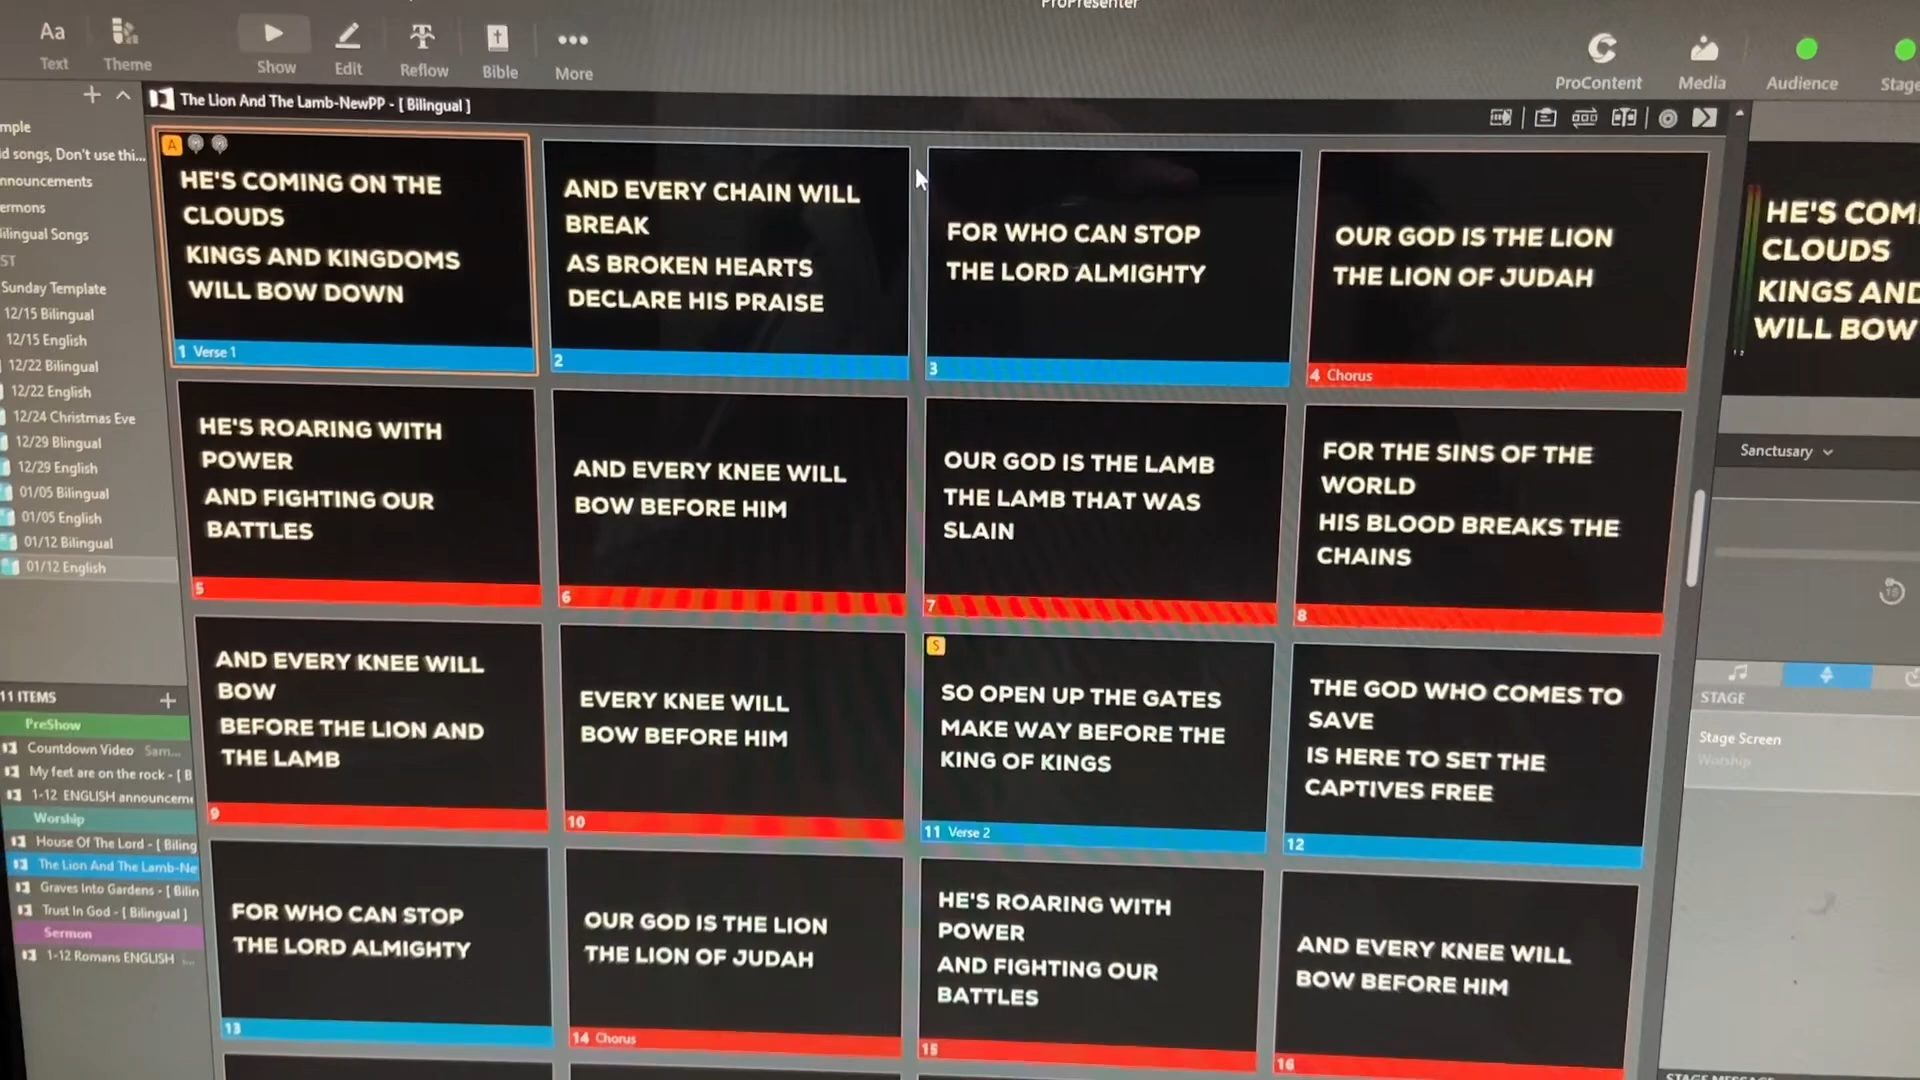 ProPresenter
Aa
Text
Theme
Show
Edit
Reflow
Bible
More
ProContent
Media
Audience
Stage
The Lion And The Lamb-NewPP - [ Bilingual ]
mple
d songs, Don't use thi...
nnouncements
ermons
ilingual Songs
ST
Sunday Template
12/15 Bilingual
12/15 English
12/22 Bilingual
12/22 English
12/24 Christmas Eve
12/29 Blingual
12/29 English
01/05 Bilingual
01/05 English
01/12 Bilingual
01/12 English
11 ITEMS
PreShow
Countdown Video Sam...
My feet are on the rock - [ B
1-12 ENGLISH announceme
Worship
House Of The Lord - [ Biling
The Lion And The Lamb-Ne
Graves Into Gardens - [ Bilin
Trust In God - [ Bilingual ]
Sermon
1-12 Romans ENGLISH ...
A
HE'S COMING ON THE
CLOUDS
KINGS AND KINGDOMS
WILL BOW DOWN
1 Verse 1
AND EVERY CHAIN WILL
BREAK
AS BROKEN HEARTS
DECLARE HIS PRAISE
2
FOR WHO CAN STOP
THE LORD ALMIGHTY
3
OUR GOD IS THE LION
THE LION OF JUDAH
4 Chorus
HE'S ROARING WITH
POWER
AND FIGHTING OUR
BATTLES
5
AND EVERY KNEE WILL
BOW BEFORE HIM
6
OUR GOD IS THE LAMB
THE LAMB THAT WAS
SLAIN
7
FOR THE SINS OF THE
WORLD
HIS BLOOD BREAKS THE
CHAINS
8
AND EVERY KNEE WILL
BOW
BEFORE THE LION AND
THE LAMB
9
EVERY KNEE WILL
BOW BEFORE HIM
10
S
SO OPEN UP THE GATES
MAKE WAY BEFORE THE
KING OF KINGS
11 Verse 2
THE GOD WHO COMES TO
SAVE
IS HERE TO SET THE
CAPTIVES FREE
12
FOR WHO CAN STOP
THE LORD ALMIGHTY
13
OUR GOD IS THE LION
THE LION OF JUDAH
14 Chorus
HE'S ROARING WITH
POWER
AND FIGHTING OUR
BATTLES
15
AND EVERY KNEE WILL
BOW BEFORE HIM
16
HE'S COM
CLOUDS
KINGS AND
WILL BOW
1 2
Sanctusary
15
STAGE
Stage Screen
Worship
STAGE MESSAGE